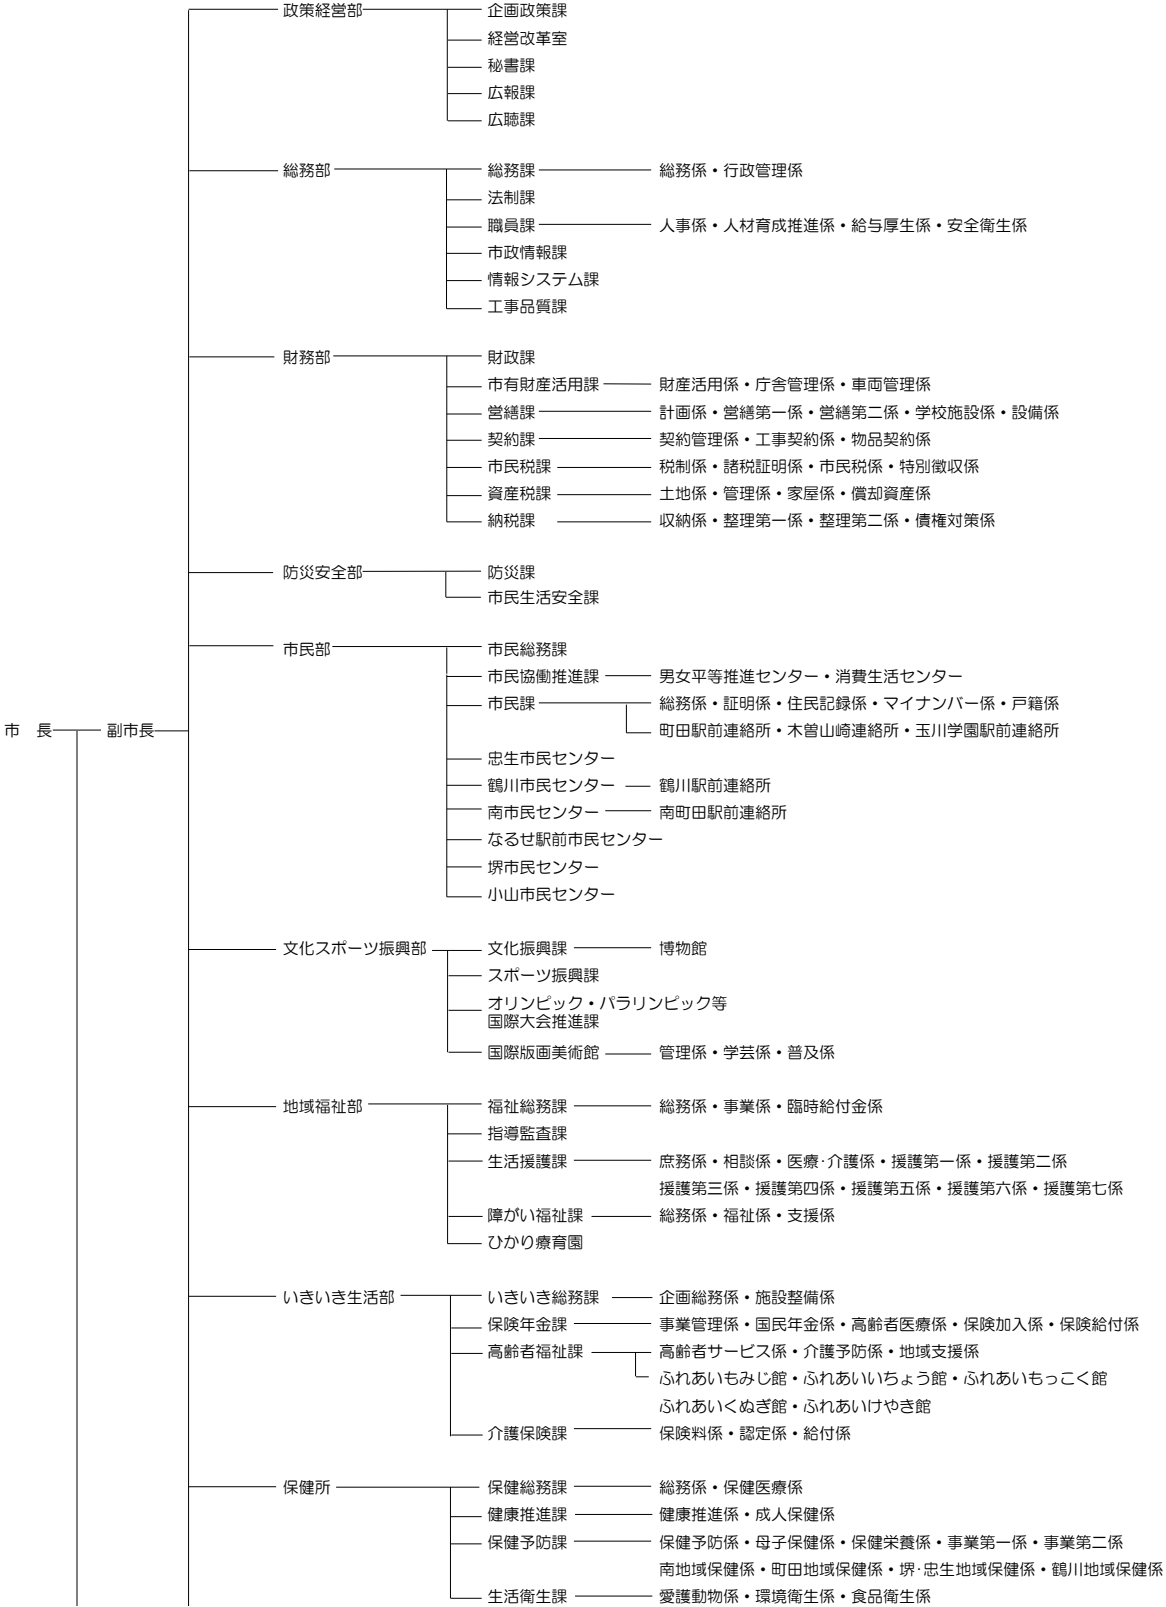 政策経営部 企画政策課
経営改革室
秘書課
広報課
広聴課
総務部 総務課 総務係・行政管理係
法制課
職員課 人事係・人材育成推進係・給与厚生係・安全衛生係
市政情報課
情報システム課
工事品質課
財務部 財政課
市有財産活用課 財産活用係・庁舎管理係・車両管理係
営繕課 計画係・営繕第一係・営繕第二係・学校施設係・設備係
契約課 契約管理係・工事契約係・物品契約係
市民税課 税制係・諸税証明係・市民税係・特別徴収係
資産税課 土地係・管理係・家屋係・償却資産係
納税課 収納係・整理第一係・整理第二係・債権対策係
防災安全部 防災課
市民生活安全課
市民部 市民総務課
市民協働推進課 男女平等推進センター・消費生活センター
市民課 総務係・証明係・住民記録係・マイナンバー係・戸籍係
市　長 副市長 町田駅前連絡所・木曽山崎連絡所・玉川学園駅前連絡所
忠生市民センター
鶴川市民センター 鶴川駅前連絡所
南市民センター 南町田駅前連絡所
なるせ駅前市民センター
堺市民センター
小山市民センター
文化スポーツ振興部 文化振興課 博物館
スポーツ振興課
オリンピック・パラリンピック等
国際大会推進課
国際版画美術館 管理係・学芸係・普及係
地域福祉部 福祉総務課 総務係・事業係・臨時給付金係
指導監査課
生活援護課 庶務係・相談係・医療・介護係・援護第一係・援護第二係
援護第三係・援護第四係・援護第五係・援護第六係・援護第七係
障がい福祉課 総務係・福祉係・支援係
ひかり療育園
いきいき生活部 いきいき総務課 企画総務係・施設整備係
保険年金課 事業管理係・国民年金係・高齢者医療係・保険加入係・保険給付係
高齢者福祉課 高齢者サービス係・介護予防係・地域支援係
ふれあいもみじ館・ふれあいいちょう館・ふれあいもっこく館
ふれあいくぬぎ館・ふれあいけやき館
介護保険課 保険料係・認定係・給付係
保健所 保健総務課 総務係・保健医療係
健康推進課 健康推進係・成人保健係
保健予防課 保健予防係・母子保健係・保健栄養係・事業第一係・事業第二係
南地域保健係・町田地域保健係・堺・忠生地域保健係・鶴川地域保健係
生活衛生課 愛護動物係・環境衛生係・食品衛生係